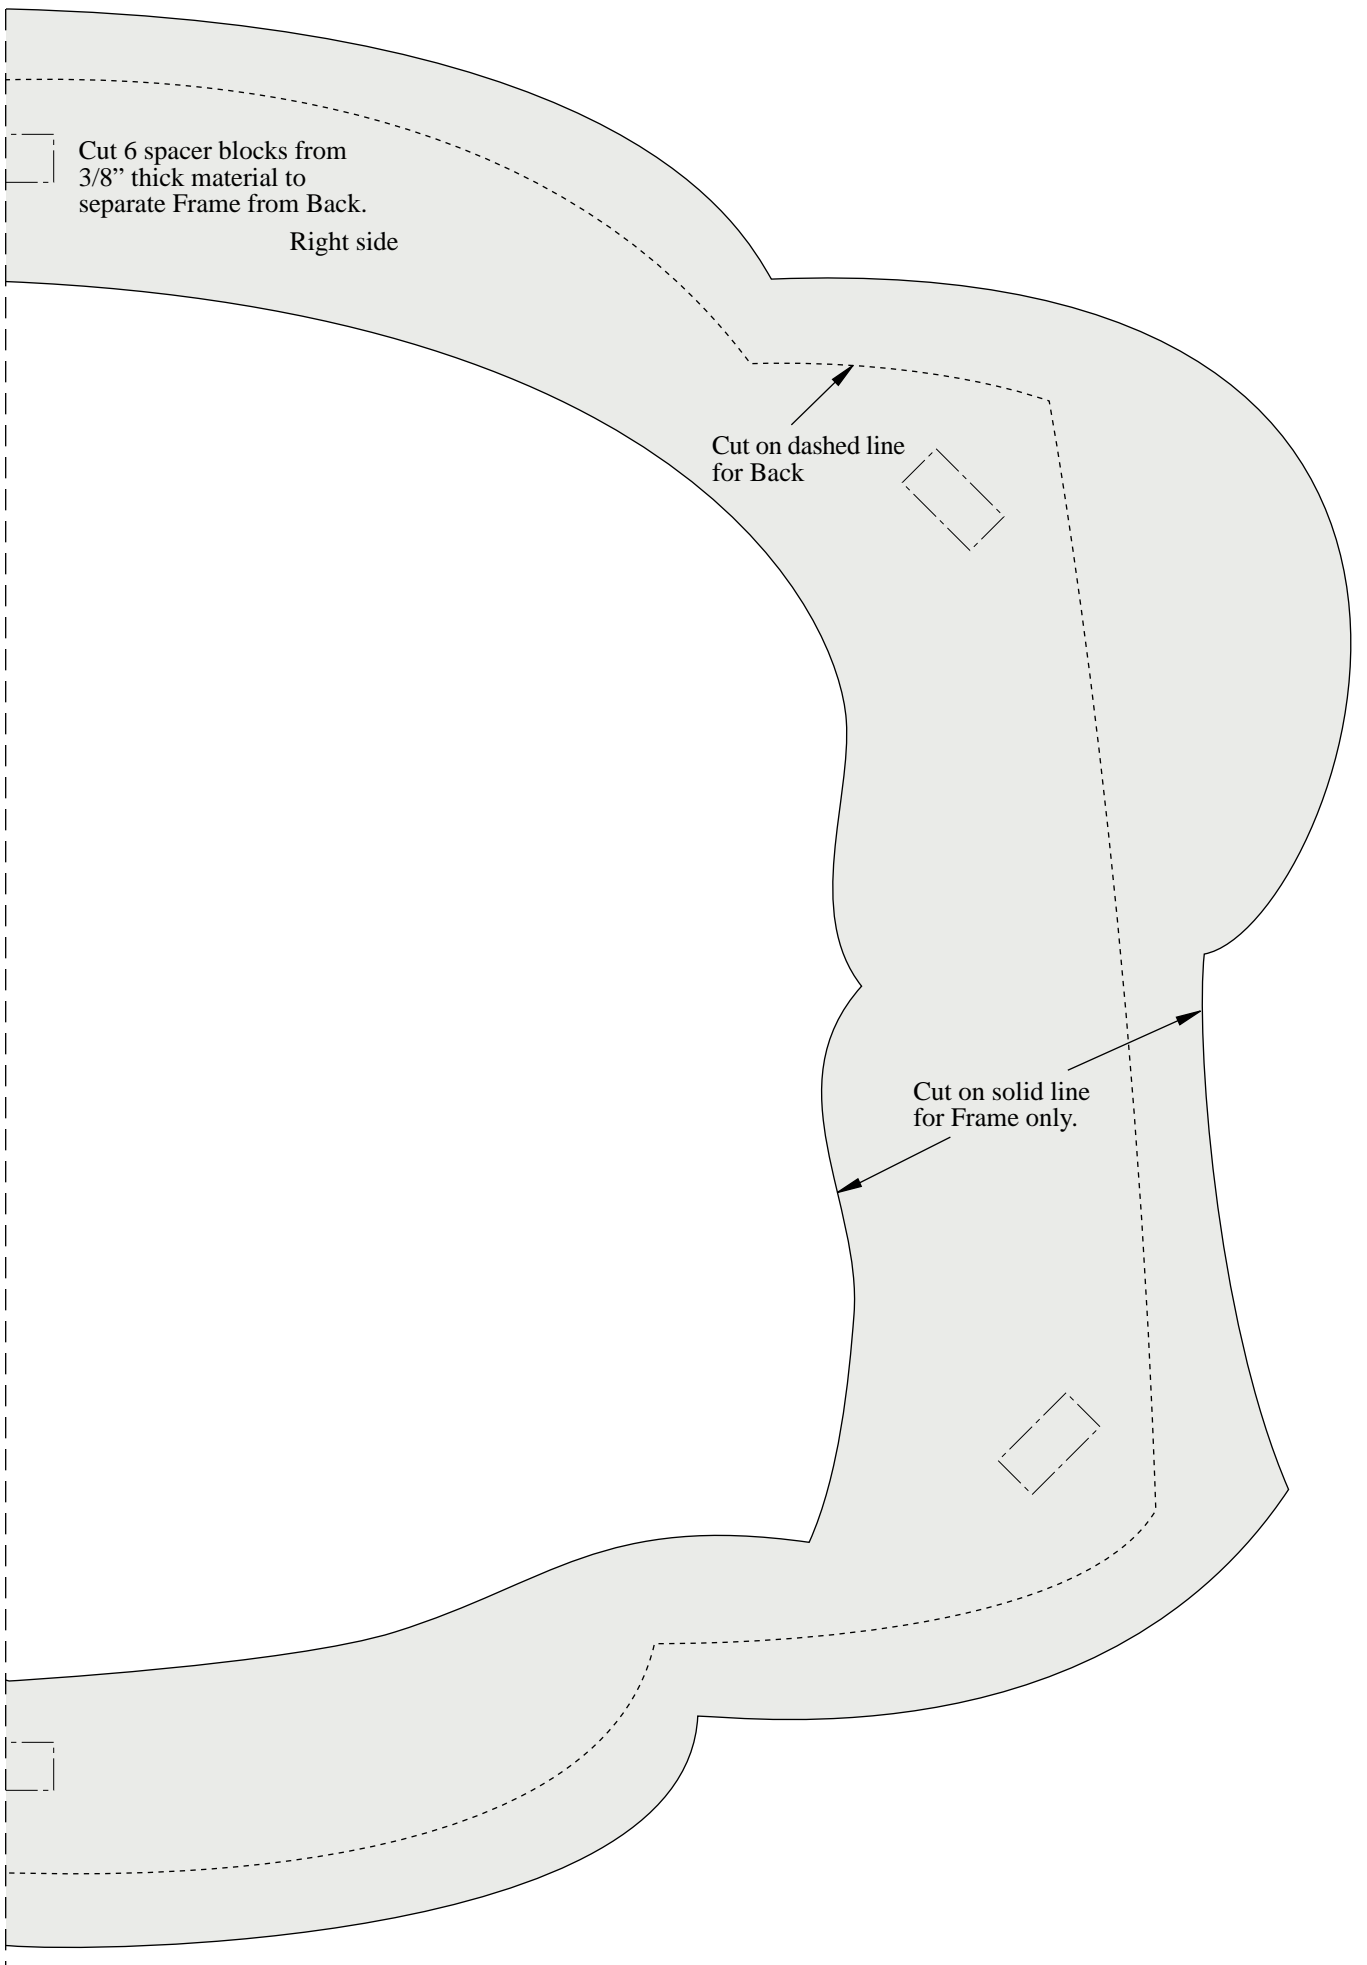 Cut 6 spacer blocks from
3/8” thick material to
separate Frame from Back.
Right side
Cut on dashed line
for Back
Cut on solid line
for Frame only.